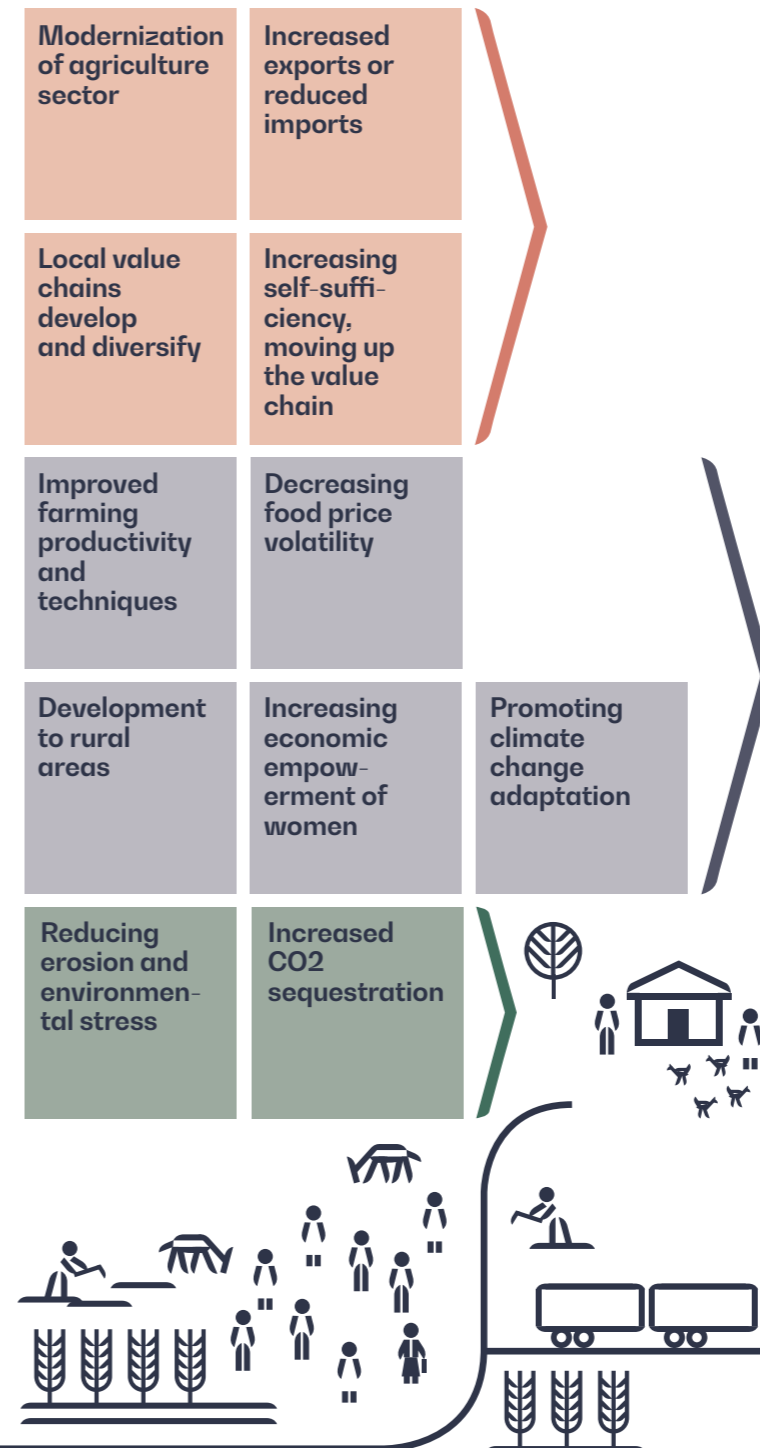 Modernization
of agriculture
sector
Increased
exports or
reduced
imports
Local value
chains
develop
and diversify
Increasing
self-suffi-
ciency,
moving up
the value
chain
Improved
farming
productivity
and
techniques
Decreasing
food price
volatility
Development
to rural
areas
Increasing
economic
empow-
erment of
women
Promoting
climate
change
adaptation
Reducing
erosion and
environmen-
tal stress
Increased
CO2
sequestration